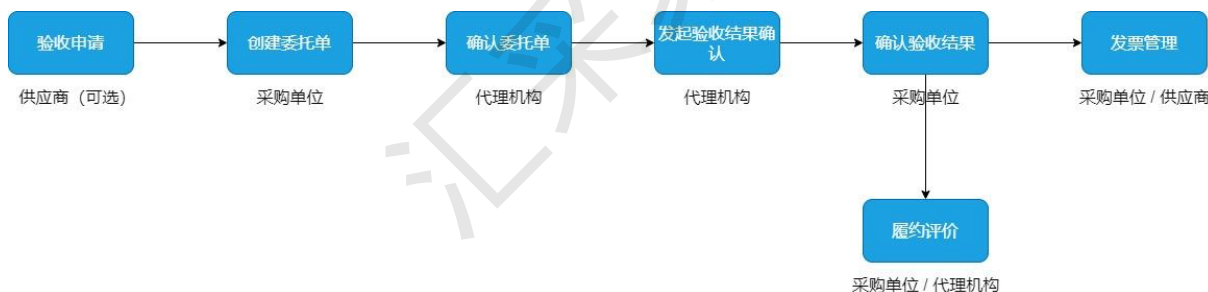 验收申请
创建委托单
确认委托单
发起验收结果确
认
确认验收结果
发票管理
供应商（可选）
采购单位
代理机构
代理机构
采购单位
采购单位 / 供应商
履约评价
采购单位 / 代理机构
汇采